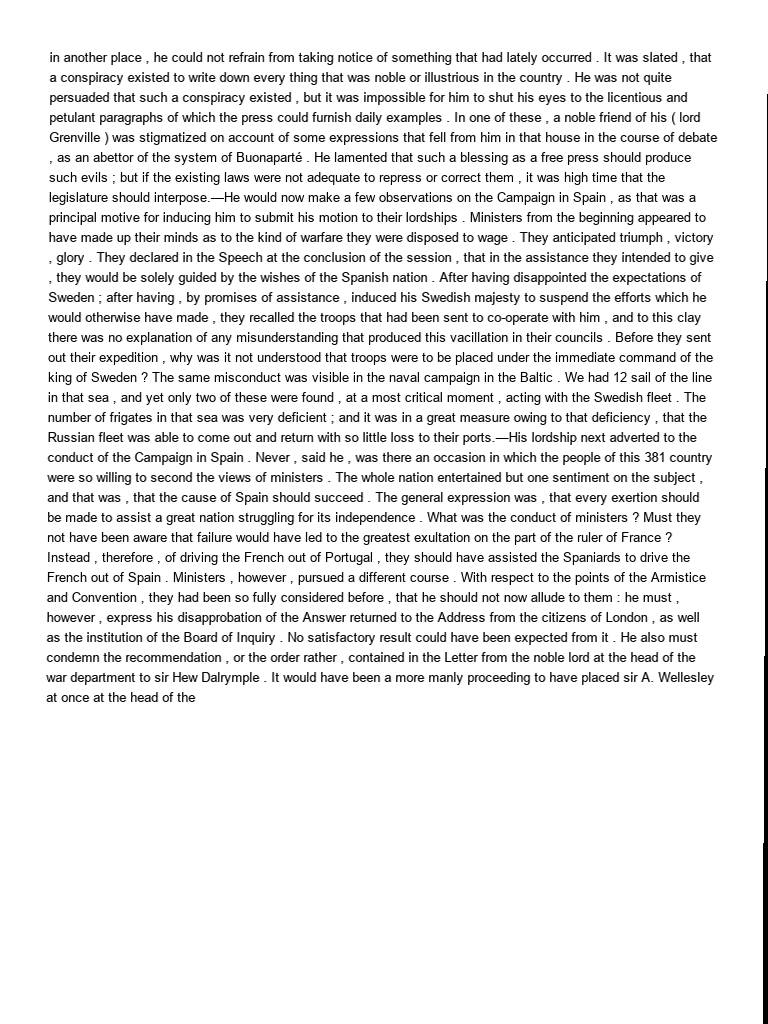 in another place , he could not refrain from taking notice of something that had lately occurred . It was slated , that
a conspiracy existed to write down every thing that was noble or illustrious in the country . He was not quite
persuaded that such a conspiracy existed , but it was impossible for him to shut his eyes to the licentious and
petulant paragraphs of which the press could furnish daily examples . In one of these , a noble friend of his ( lord
Grenville ) was stigmatized on account of some expressions that fell from him in that house in the course of debate
, as an abettor of the system of Buonaparté . He lamented that such a blessing as a free press should produce
such evils ; but if the existing laws were not adequate to repress or correct them , it was high time that the
legislature should interpose.—He would now make a few observations on the Campaign in Spain , as that was a
principal motive for inducing him to submit his motion to their lordships . Ministers from the beginning appeared to
have made up their minds as to the kind of warfare they were disposed to wage . They anticipated triumph , victory
, glory . They declared in the Speech at the conclusion of the session , that in the assistance they intended to give
, they would be solely guided by the wishes of the Spanish nation . After having disappointed the expectations of
Sweden ; after having , by promises of assistance , induced his Swedish majesty to suspend the efforts which he
would otherwise have made , they recalled the troops that had been sent to co-operate with him , and to this clay
there was no explanation of any misunderstanding that produced this vacillation in their councils . Before they sent
out their expedition , why was it not understood that troops were to be placed under the immediate command of the
king of Sweden ? The same misconduct was visible in the naval campaign in the Baltic . We had 12 sail of the line
in that sea , and yet only two of these were found , at a most critical moment , acting with the Swedish fleet . The
number of frigates in that sea was very deficient ; and it was in a great measure owing to that deficiency , that the
Russian fleet was able to come out and return with so little loss to their ports.—His lordship next adverted to the
conduct of the Campaign in Spain . Never , said he , was there an occasion in which the people of this 381 country
were so willing to second the views of ministers . The whole nation entertained but one sentiment on the subject ,
and that was , that the cause of Spain should succeed . The general expression was , that every exertion should
be made to assist a great nation struggling for its independence . What was the conduct of ministers ? Must they
not have been aware that failure would have led to the greatest exultation on the part of the ruler of France ?
Instead , therefore , of driving the French out of Portugal , they should have assisted the Spaniards to drive the
French out of Spain . Ministers , however , pursued a different course . With respect to the points of the Armistice
and Convention , they had been so fully considered before , that he should not now allude to them : he must ,
however , express his disapprobation of the Answer returned to the Address from the citizens of London , as well
as the institution of the Board of Inquiry . No satisfactory result could have been expected from it . He also must
condemn the recommendation , or the order rather , contained in the Letter from the noble lord at the head of the
war department to sir Hew Dalrymple . It would have been a more manly proceeding to have placed sir A. Wellesley
at once at the head of the